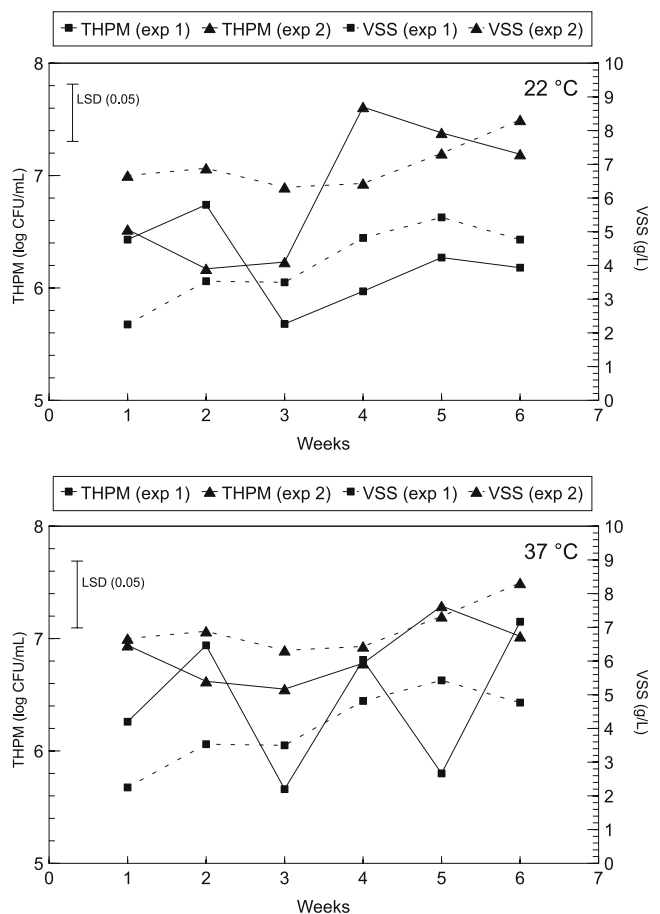 THPM (exp 1) THPM (exp 2) VSS (exp 1) VSS (exp 2)
8 10
LSD (0.05) 22 °C
9
8
7 7
6
THPM (log CFU/mL) 5 VSS (g/L)
6 4
3
2
1
5 0
0 1 2 3 4 5 6 7
Weeks
THPM (exp 1) THPM (exp 2) VSS (exp 1) VSS (exp 2)
8 10
37 °C
9
LSD (0.05) 8
7 7
6
THPM (log CFU/mL) 5 VSS (g/L)
6 4
3
2
1
5 0
0 1 2 3 4 5 6 7
Weeks